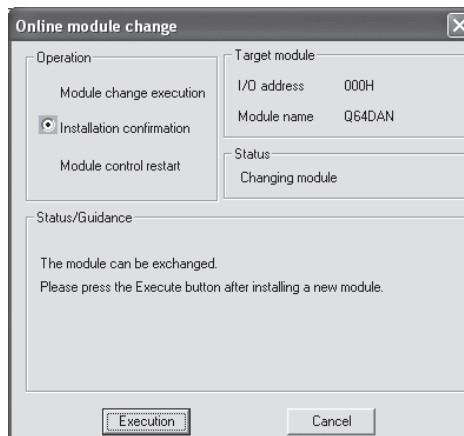 Online module change
Operation
Module change execution
Installation confirmation
Module control restart
Target module
I/O address 000H
Module name Q64DAN
Status
Changing module
Status/Guidance
The module can be exchanged.
Please press the Execute button after installing a new module.
Execution
Cancel